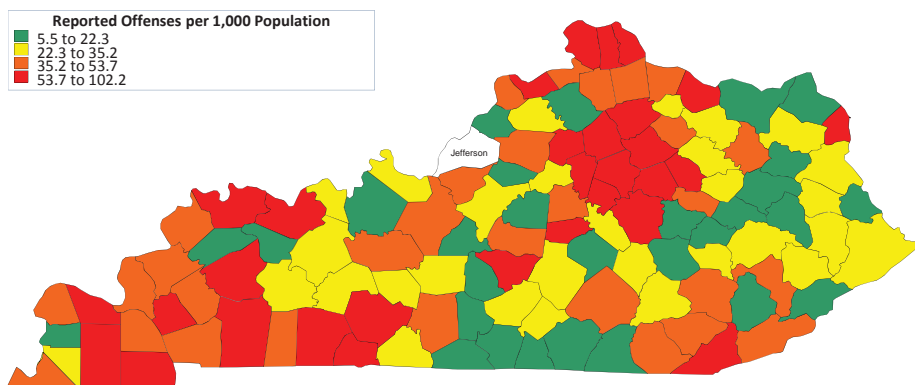 Reported Offenses per 1,000 Population
5.5 to 22.3
22.3 to 35.2
35.2 to 53.7
53.7 to 102.2
Jefferson